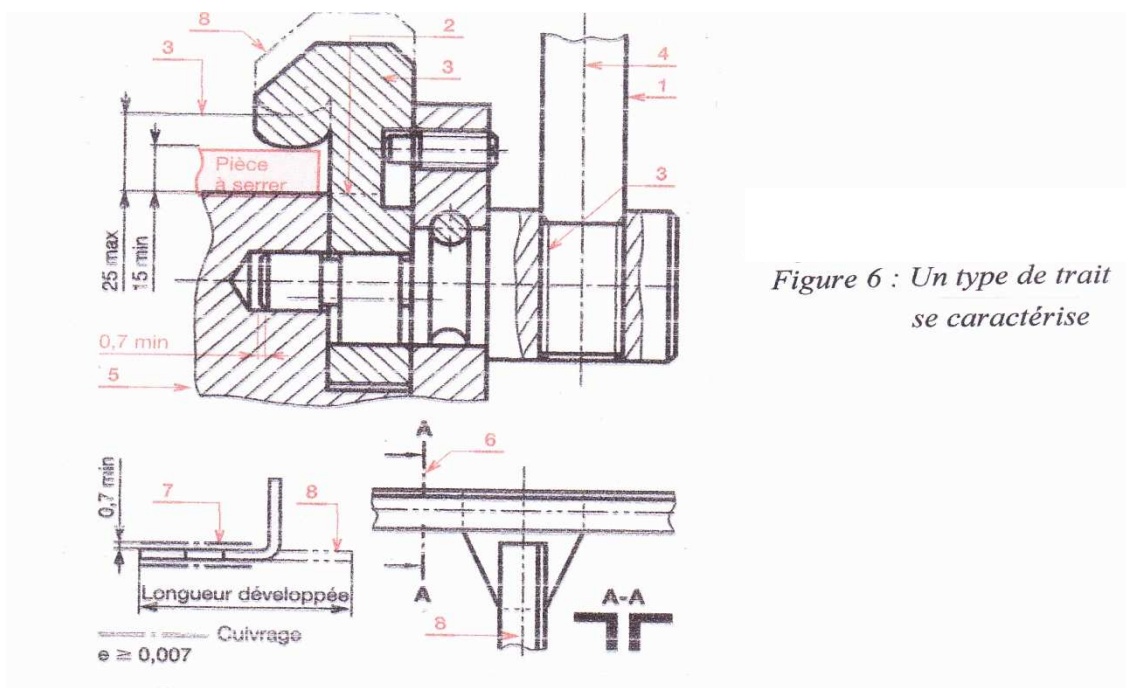 8
2
3
3
4
1
Pièce
à serrer
3
25 max
15 min
0,7 min
5
Figure 6 : Un type de trait
se caractérise
A
6
0,7 min
7
8
Longueur développée
A
A-A
8
Cuivrage
e ≥ 0,007